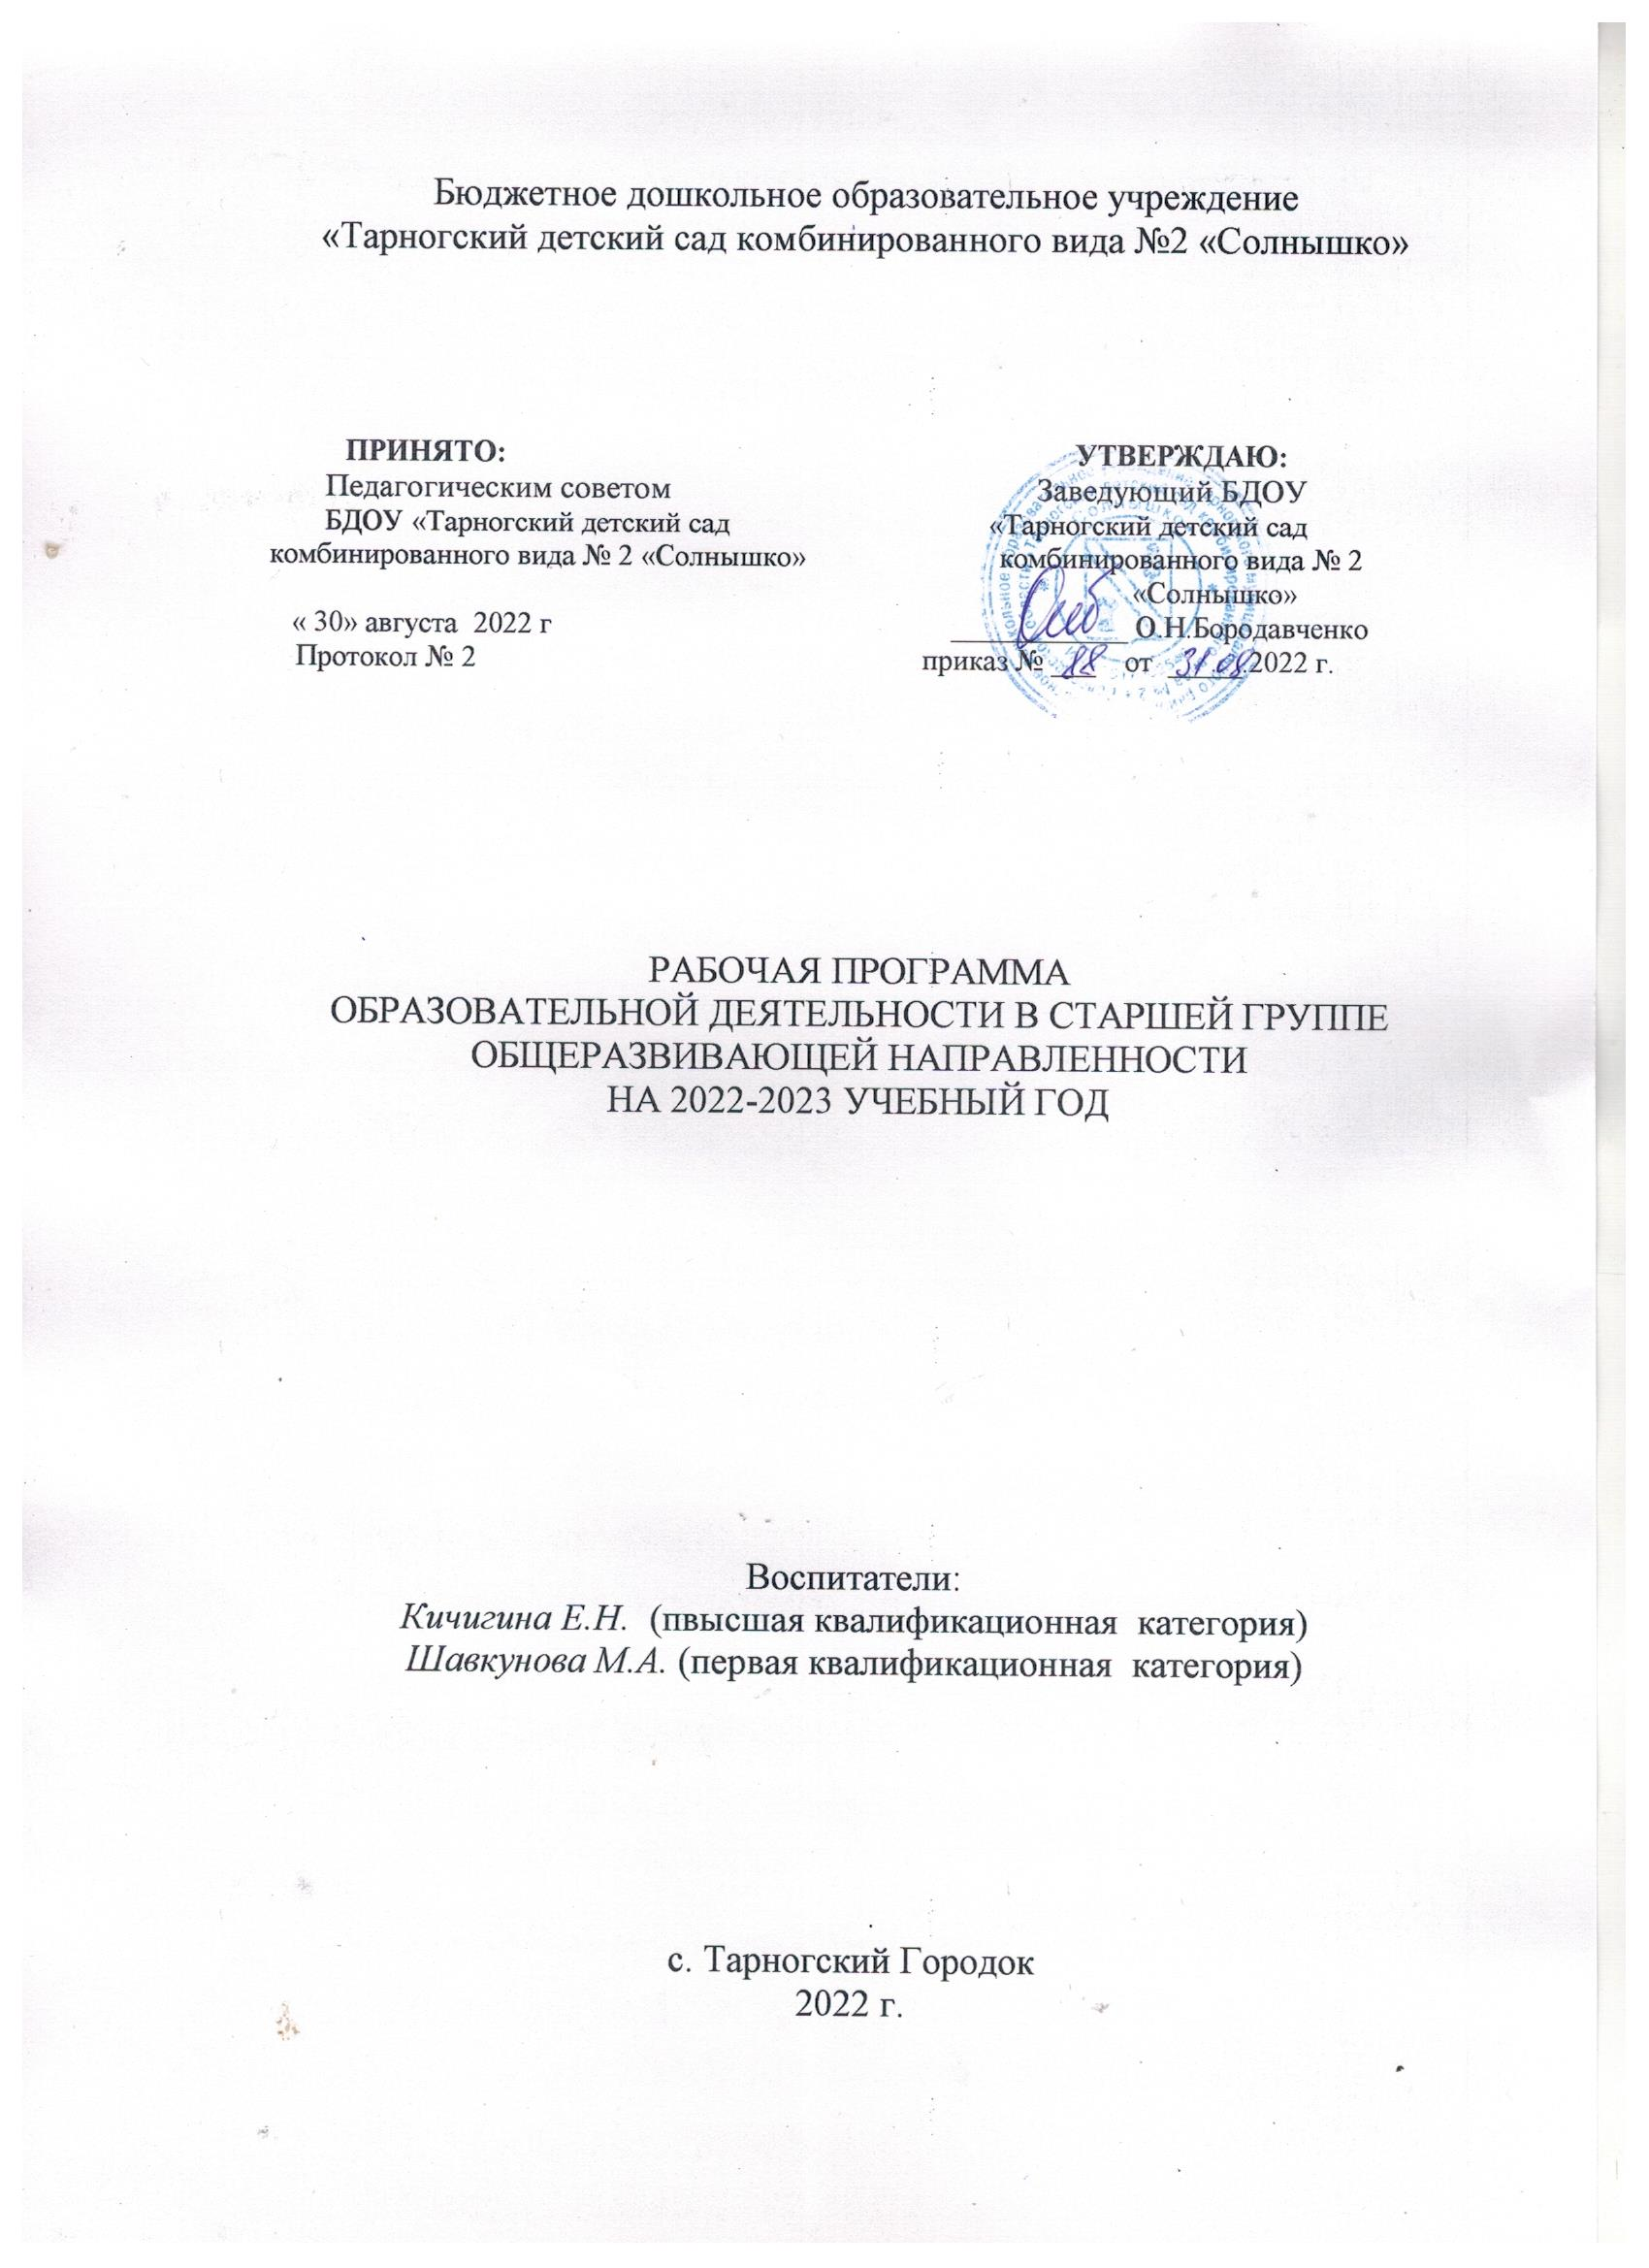 Бюджетное дошкольное образовательное учреждение
«Тарногский детский сад комбинированного вида №2 «Солнышко»
ПРИНЯТО:
Педагогическим советом
БДОУ «Тарногский детский сад
комбинированного вида № 2 «Солнышко»
« 30» августа 2022 г
Протокол № 2
УТВЕРЖДАЮ:
Заведующий БДОУ
«Тарногский детский сад
комбинированного вида № 2
«Солнышко»
О.Н.Бородавченко
приказ № 88 от 31.08.2022 г.
РАБОЧАЯ ПРОГРАММА
ОБРАЗОВАТЕЛЬНОЙ ДЕЯТЕЛЬНОСТИ В СТАРШЕЙ ГРУППЕ
ОБЩЕРАЗВИВАЮЩЕЙ НАПРАВЛЕННОСТИ
НА 2022-2023 УЧЕБНЫЙ ГОД
Воспитатели:
Кичигина Е.Н. (пвысшая квалификационная категория)
Шавкунова М.А. (первая квалификационная категория)
с. Тарногский Городок
2022 г.